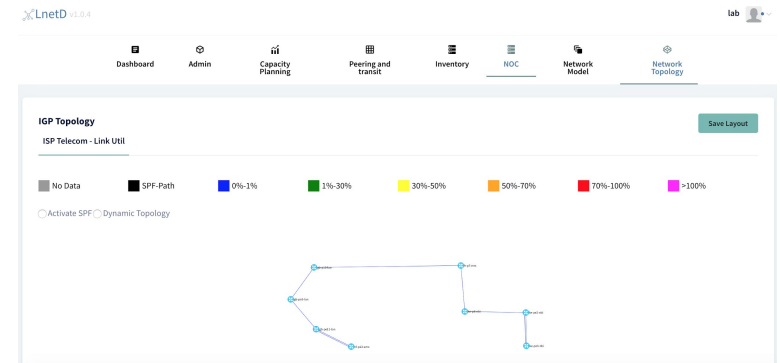 LnetD v1.0.4
lab
Dashboard
Admin
Capacity
Planning
Peering and
transit
Inventory
NOC
Network
Model
Network
Topology
IGP Topology
Save Layout
ISP Telecom - Link Util
No Data
SPF-Path
0%-1%
1%-30%
30%-50%
50%-70%
70%-100%
>100%
Activate SPF
Dynamic Topology